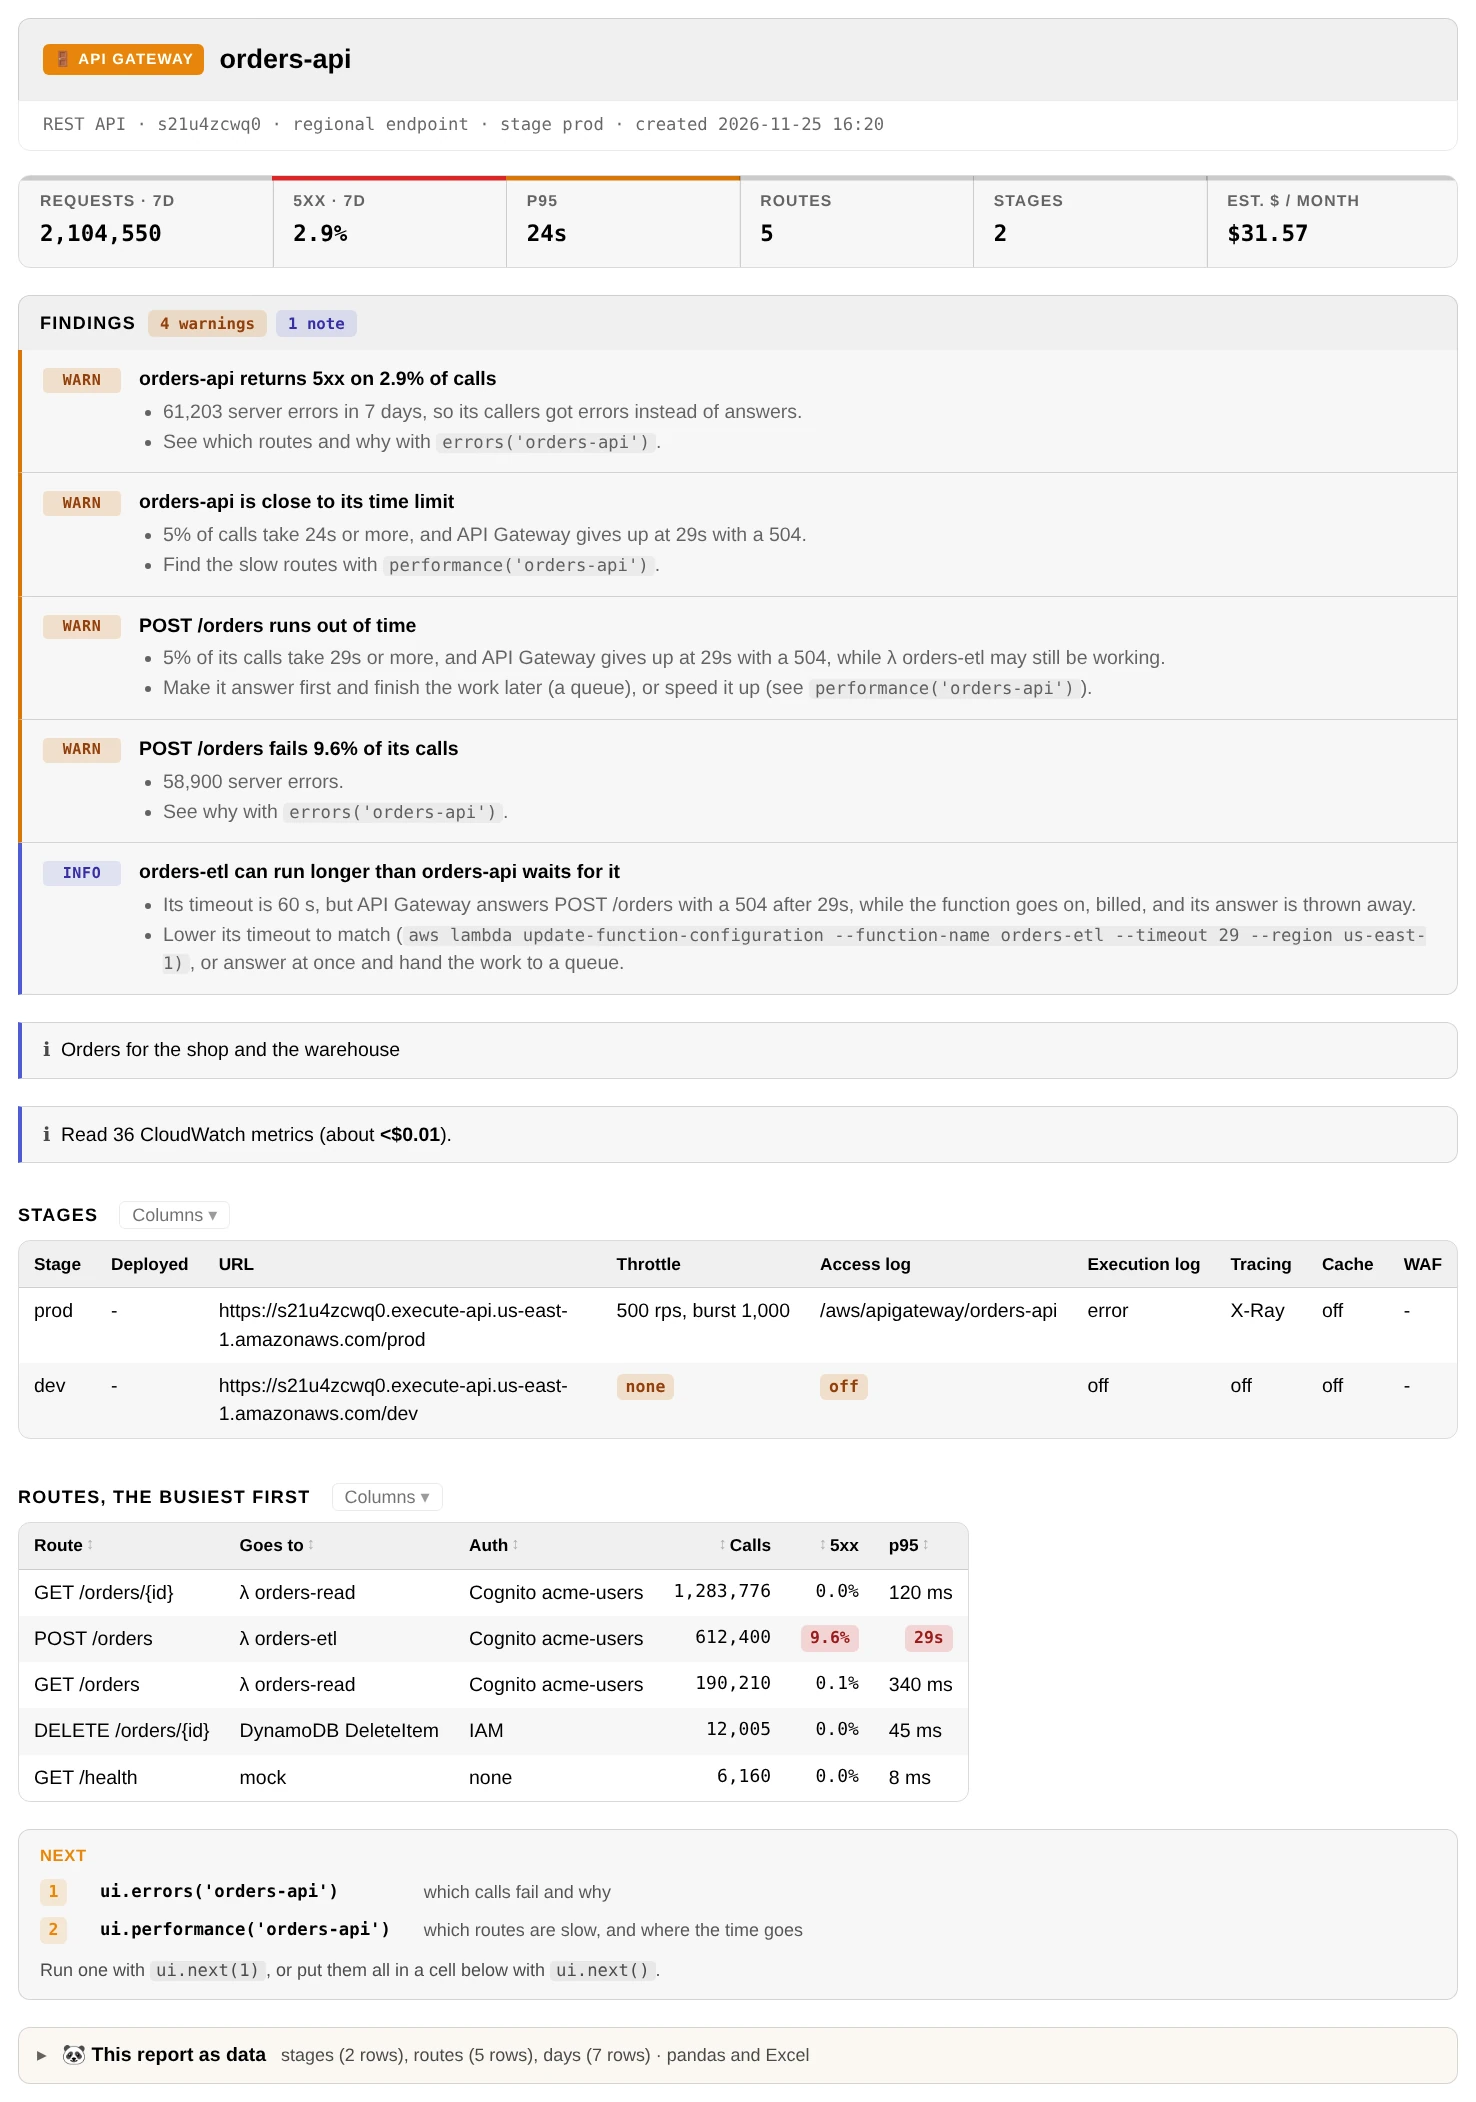 API GATEWAY orders-api
REST API · s21u4zcwq0 · regional endpoint · stage prod · created 2026-11-25 16:20
REQUESTS · 7D 5XX · 7D P95 ROUTES STAGES EST. $ / MONTH
2,104,550 2.9% 24s 5 2 $31.57
FINDINGS 4 warnings 1 note
WARN orders-api returns 5xx on 2.9% of calls
• 61,203 server errors in 7 days, so its callers got errors instead of answers.
• See which routes and why with errors('orders-api').
WARN orders-api is close to its time limit
• 5% of calls take 24s or more, and API Gateway gives up at 29s with a 504.
• Find the slow routes with performance('orders-api').
WARN POST /orders runs out of time
• 5% of its calls take 29s or more, and API Gateway gives up at 29s with a 504, while λ orders-etl may still be working.
• Make it answer first and finish the work later (a queue), or speed it up (see performance('orders-api')).
WARN POST /orders fails 9.6% of its calls
• 58,900 server errors.
• See why with errors('orders-api').
INFO orders-etl can run longer than orders-api waits for it
• Its timeout is 60 s, but API Gateway answers POST /orders with a 504 after 29s, while the function goes on, billed, and its answer is thrown away.
• Lower its timeout to match (aws lambda update-function-configuration --function-name orders-etl --timeout 29 --region us-east-
1), or answer at once and hand the work to a queue.
ℹ Orders for the shop and the warehouse
ℹ Read 36 CloudWatch metrics (about <$0.01).
STAGES Columns ▾
Stage Deployed URL Throttle Access log Execution log Tracing Cache WAF
prod - https://s21u4zcwq0.execute-api.us-east- 500 rps, burst 1,000 /aws/apigateway/orders-api error X-Ray off -
1.amazonaws.com/prod
dev - https://s21u4zcwq0.execute-api.us-east- none off off off off -
1.amazonaws.com/dev
ROUTES, THE BUSIEST FIRST Columns ▾
Route↕ Goes to↕ Auth↕ ↕Calls ↕5xx p95↕
GET /orders/{id} λ orders-read Cognito acme-users 1,283,776 0.0% 120 ms
POST /orders λ orders-etl Cognito acme-users 612,400 9.6% 29s
GET /orders λ orders-read Cognito acme-users 190,210 0.1% 340 ms
DELETE /orders/{id} DynamoDB DeleteItem IAM 12,005 0.0% 45 ms
GET /health mock none 6,160 0.0% 8 ms
NEXT
1 ui.errors('orders-api') which calls fail and why
2 ui.performance('orders-api') which routes are slow, and where the time goes
Run one with ui.next(1), or put them all in a cell below with ui.next().
▸ 🐼 This report as data stages (2 rows), routes (5 rows), days (7 rows) · pandas and Excel